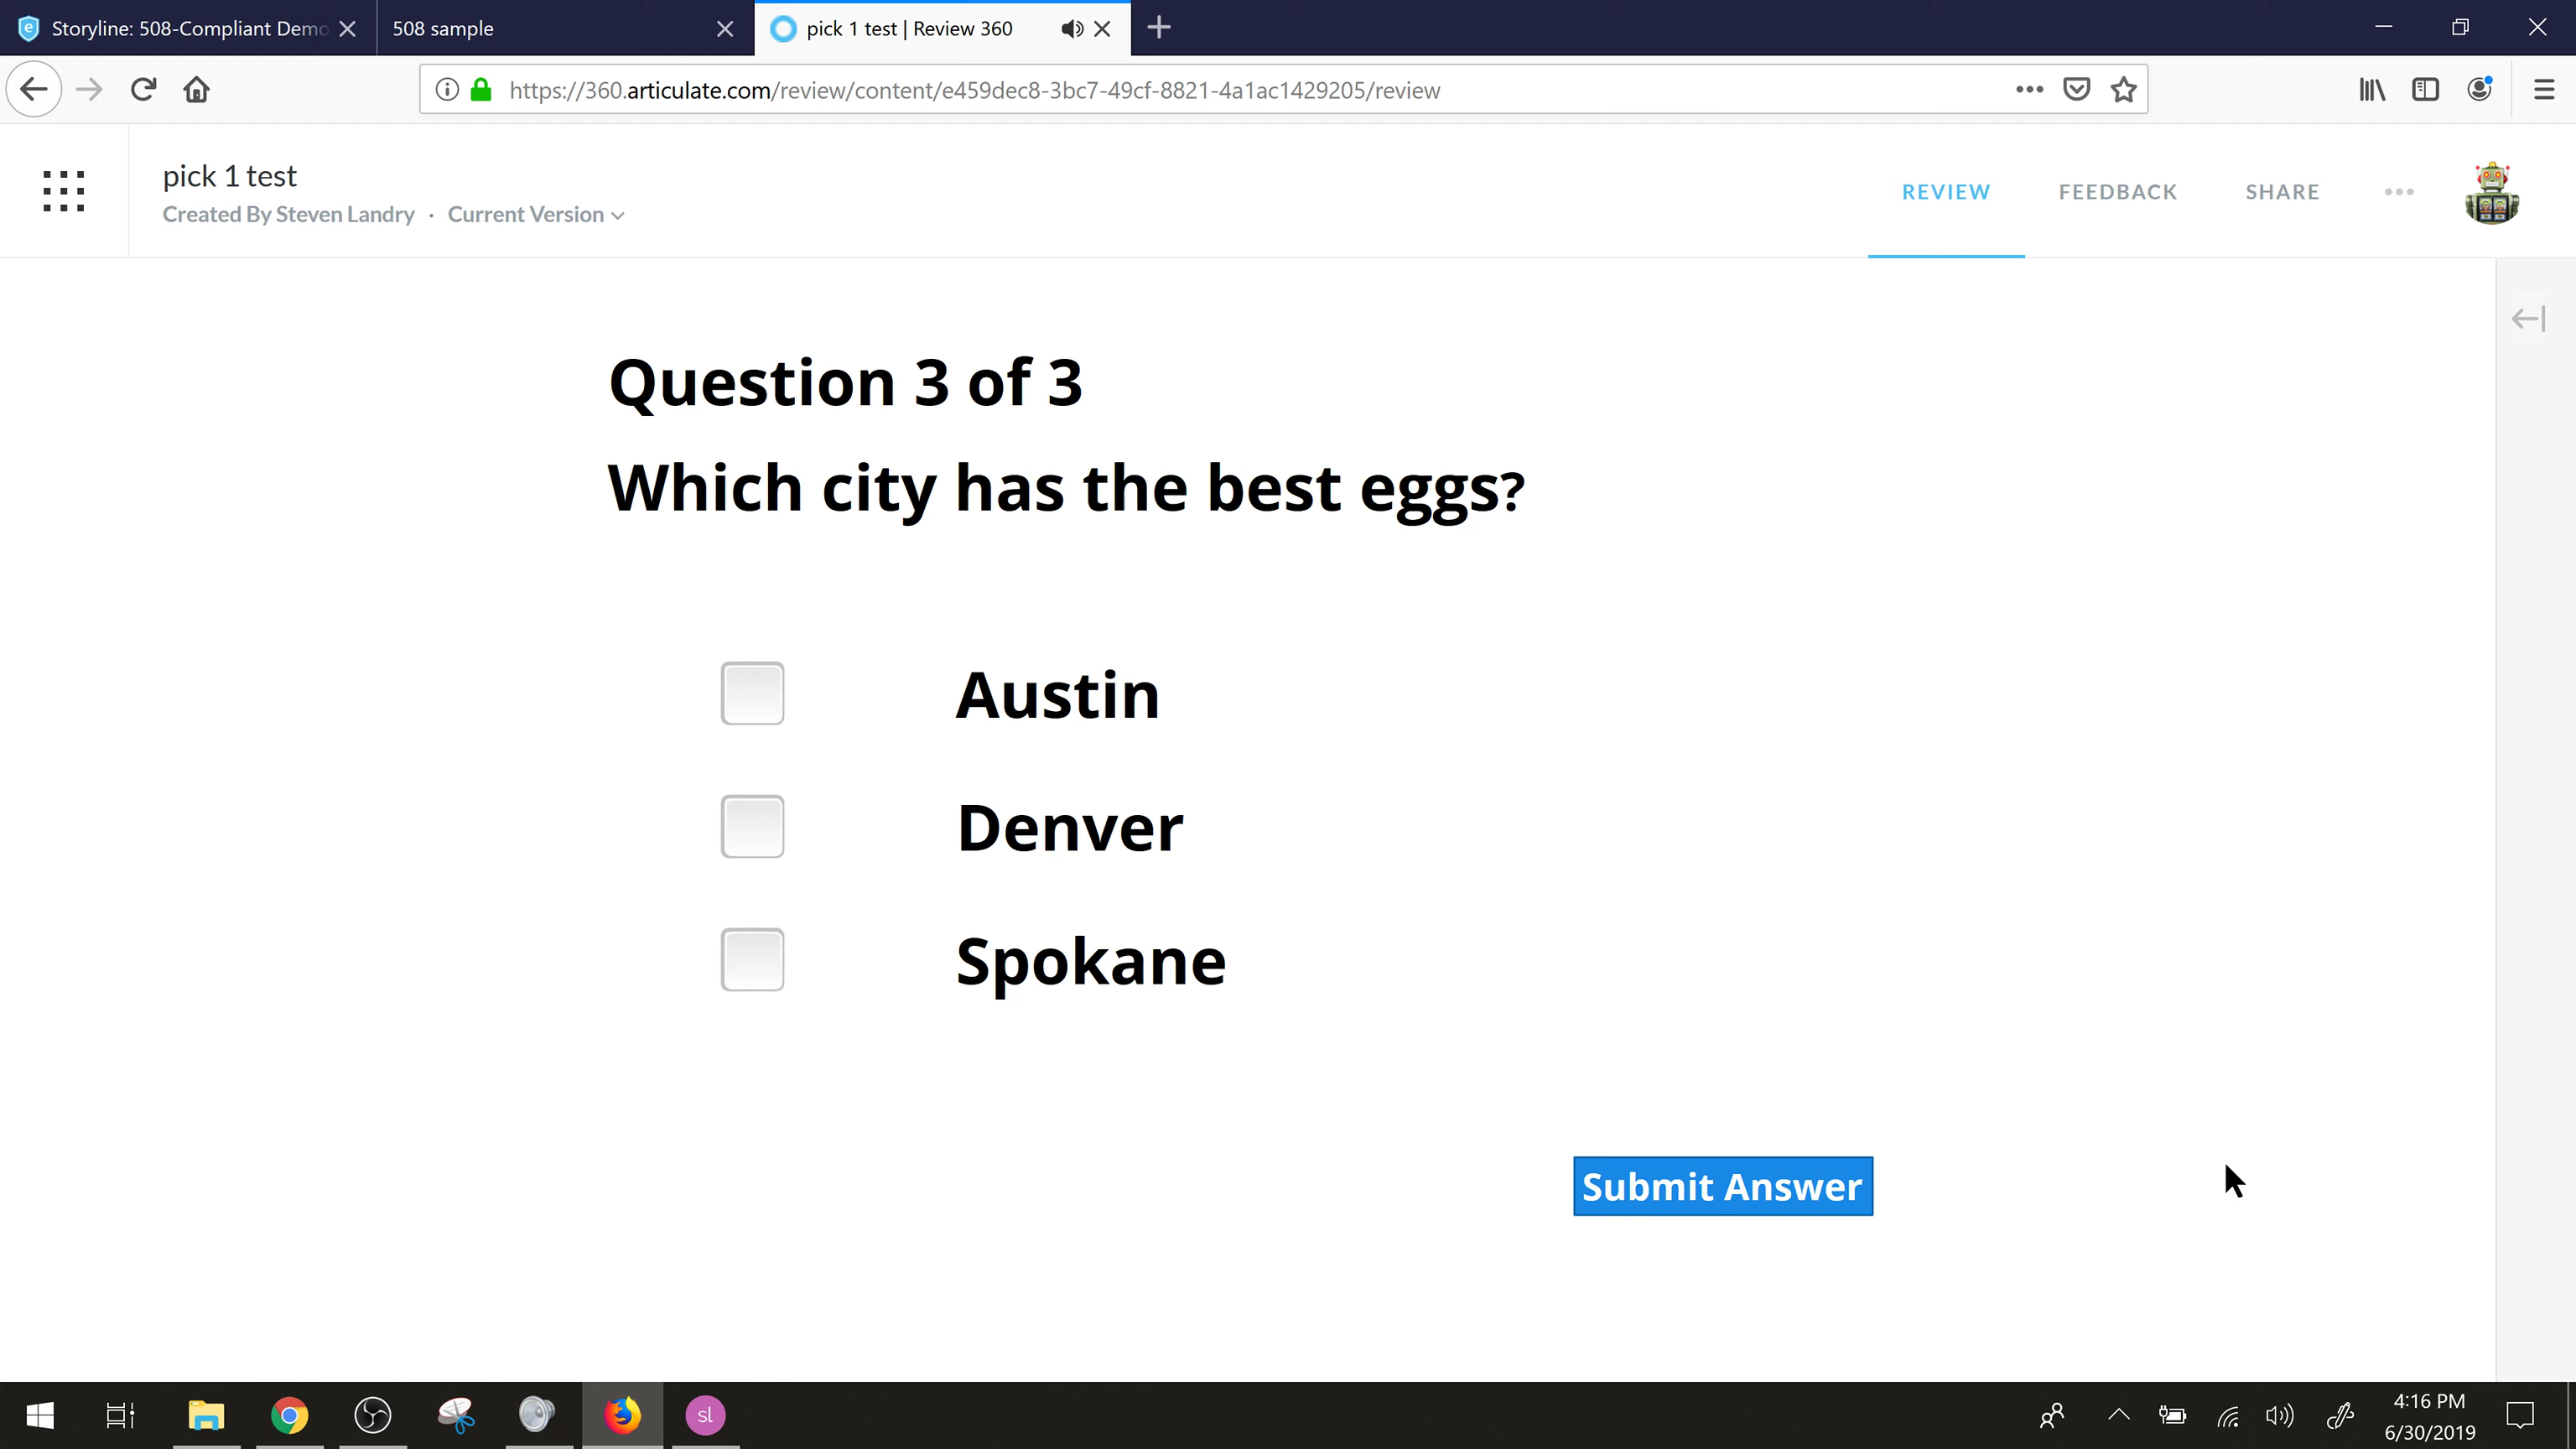 Storyline: 508-Compliant Demo
508 sample
pick 1 test | Review 360
https://360.articulate.com/review/content/e459dec8-3bc7-49cf-8821-4a1ac1429205/review
pick 1 test
Created By Steven Landry · Current Version
REVIEW
FEEDBACK
SHARE
Question 3 of 3
Which city has the best eggs?
Austin
Denver
Spokane
Submit Answer
sl
4:16 PM
6/30/2019